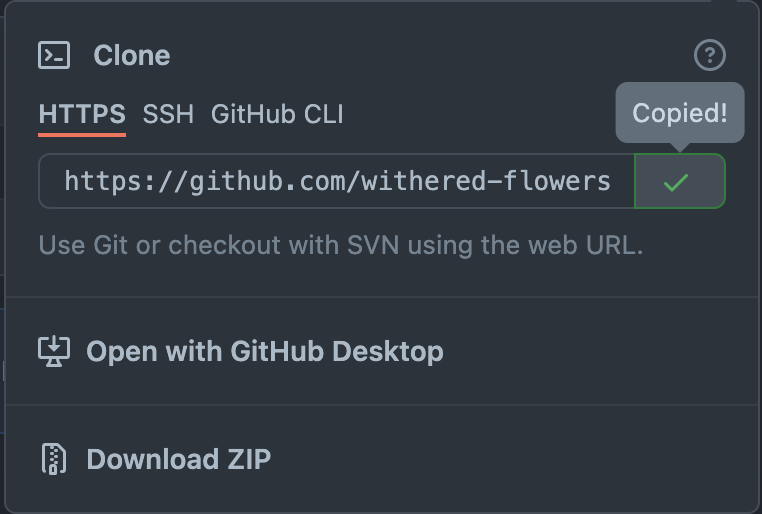 Clone
HTTPS SSH GitHub CLI
Copied!
https://github.com/withered-flowers
Use Git or checkout with SVN using the web URL.
Open with GitHub Desktop
Download ZIP